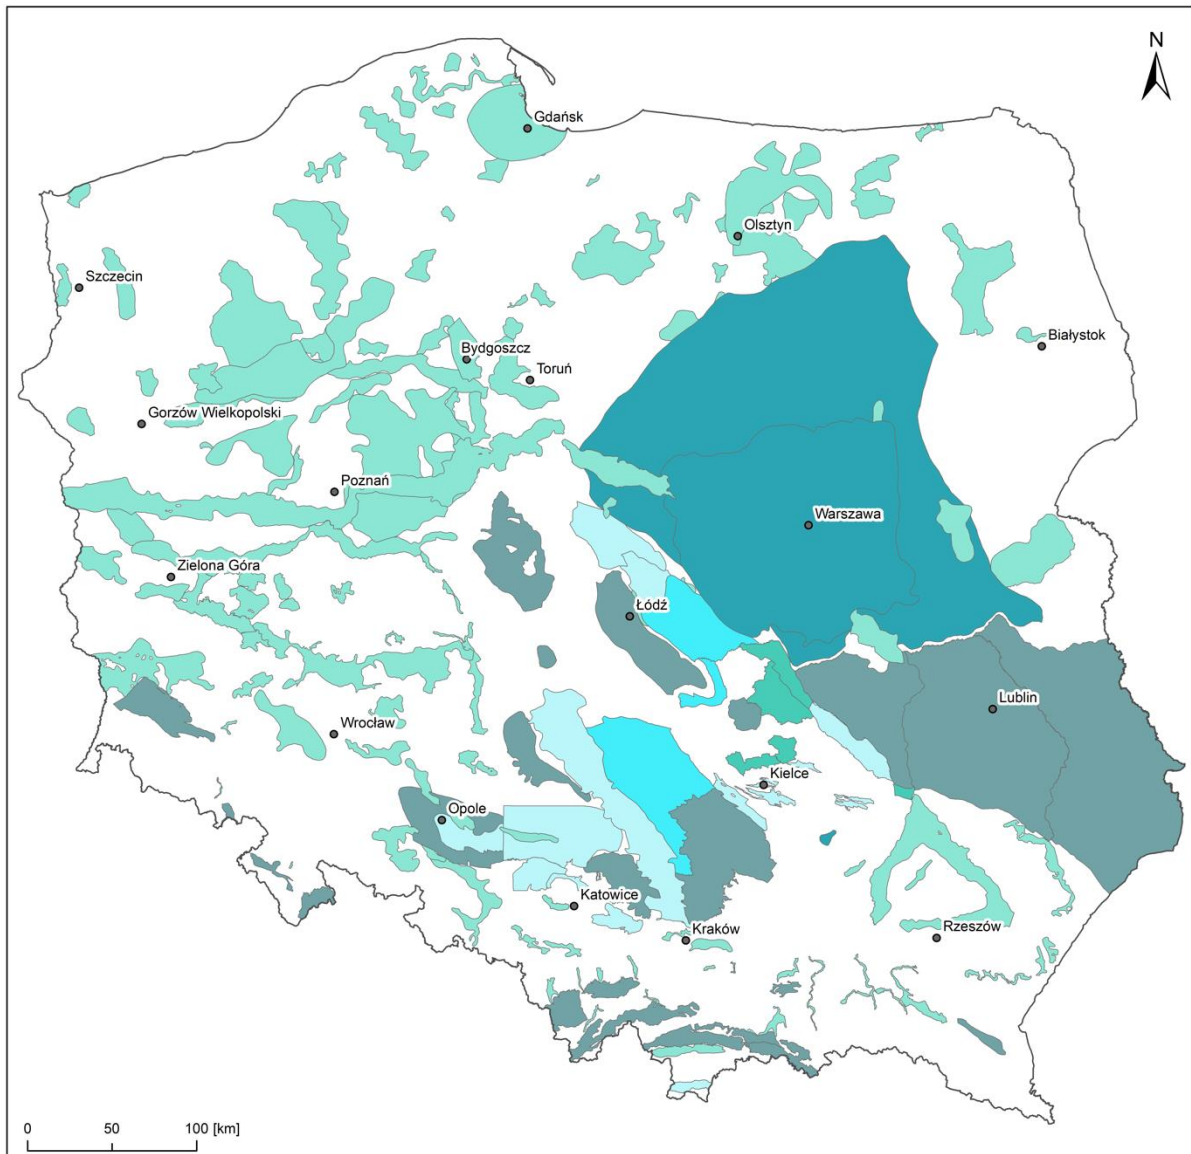 N
Gdańsk
Olsztyn
Szczecin
Białystok
Bydgoszcz
Toruń
Gorzów Wielkopolski
Poznań
Warszawa
Zielona Góra
Łódź
Lublin
Wrocław
Kielce
Opole
Katowice
Kraków
Rzeszów
0 50 100 [km]